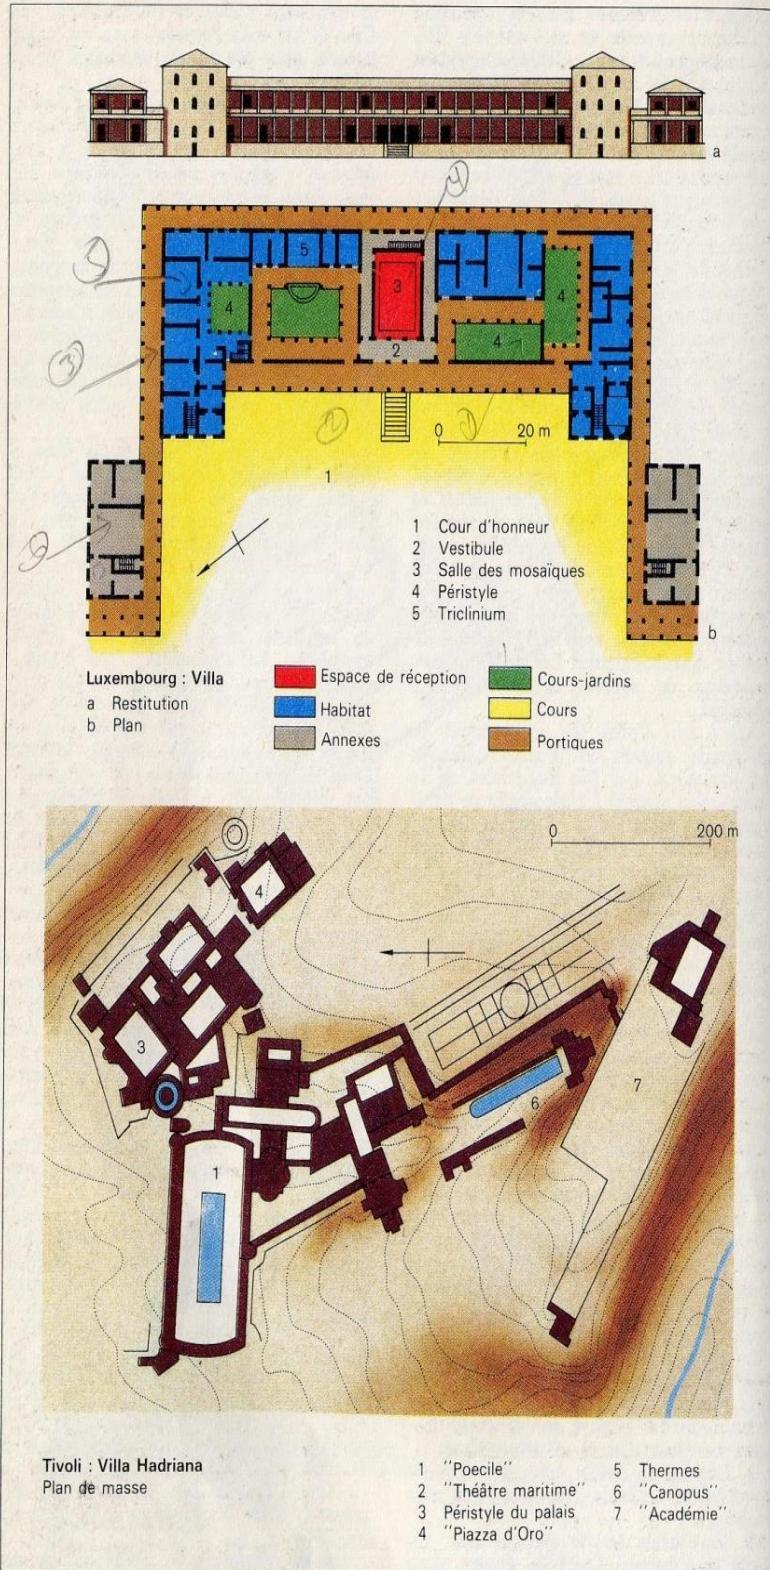 a
5
4
3
4
4
2
0 20 m
1
1 Cour d'honneur
2 Vestibule
3 Salle des mosaïques
4 Péristyle
5 Triclinium
b
Luxembourg : Villa
a Restitution
b Plan
Espace de réception
Habitat
Annexes
Cours-jardins
Cours
Portiques
0 200 m
4
3
1
6
7
Tivoli : Villa Hadriana
Plan de masse
1 "Poecile"
2 "Théâtre maritime"
3 Péristyle du palais
4 "Piazza d'Oro"
5 Thermes
6 "Canopus"
7 "Académie"